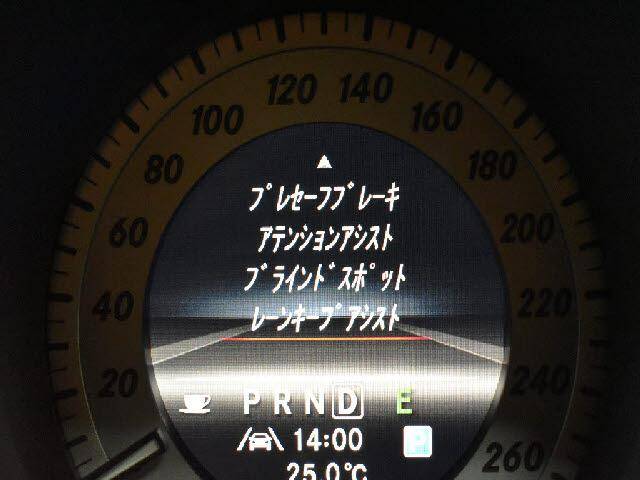 120 140
100 160
80 180
60 200
40 220
20 240
260
▲
ﾌﾟﾚｾｰﾌﾌﾞﾚｰｷ
ｱﾃﾝｼｮﾝｱｼｽﾄ
ﾌﾞﾗｲﾝﾄﾞｽﾎﾟｯﾄ
ﾚｰﾝｷｰﾌﾟｱｼｽﾄ
P R N D E
14:00 P
25.0℃